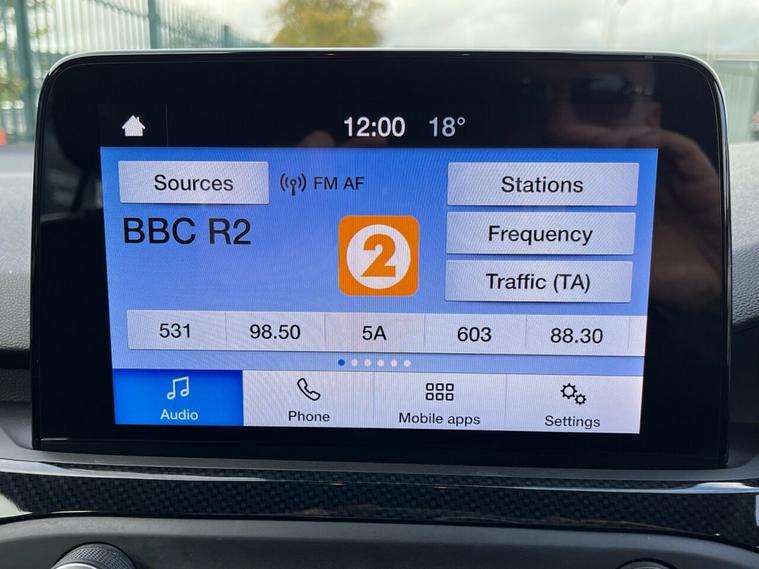 12:00 18°
Sources FM AF Stations
BBC R2 2 Frequency
Traffic (TA)
531 98.50 5A 603 88.30
Audio Phone Mobile apps Settings